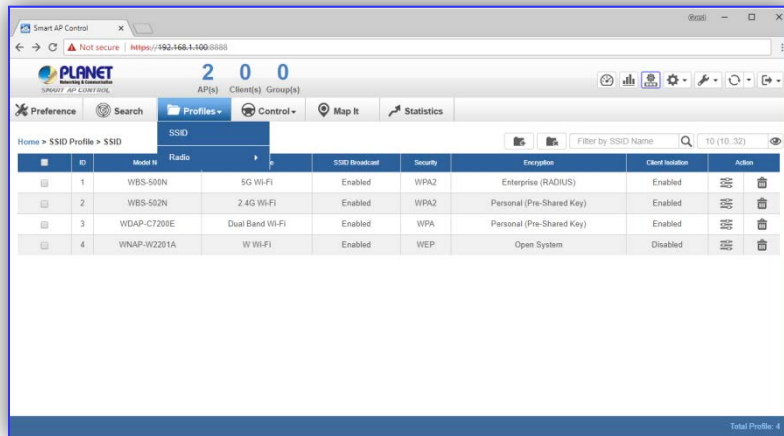 Smart AP Control
Guest
Not secure | https://192.168.1.100:8888
PLANET
Networking & Communication
SMART AP CONTROL
2 0 0
AP(s) Client(s) Group(s)
Preference Search Profiles Control Map It Statistics
SSID
Radio
Home > SSID Profile > SSID
Filter by SSID Name
10 (10..32)
ID Model N e SSID Broadcast Security Encryption Client Isolation Action
1 WBS-500N 5G Wi-Fi Enabled WPA2 Enterprise (RADIUS) Enabled
2 WBS-502N 2.4G Wi-Fi Enabled WPA2 Personal (Pre-Shared Key) Enabled
3 WDAP-C7200E Dual Band Wi-Fi Enabled WPA Personal (Pre-Shared Key) Enabled
4 WNAP-W2201A W Wi-Fi Enabled WEP Open System Disabled
Total Profile: 4